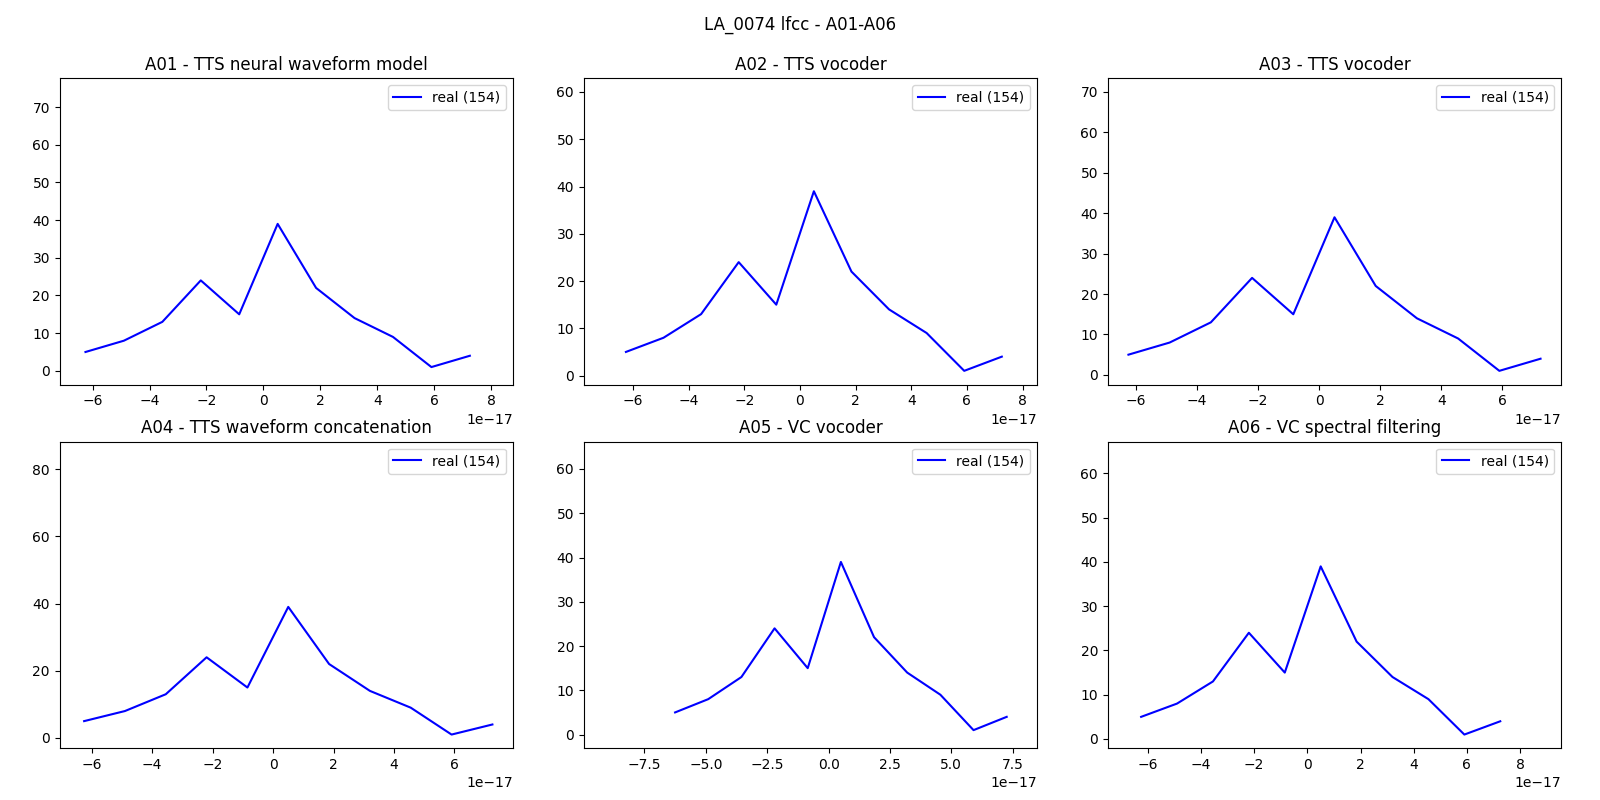 LA_0074 lfcc - A01-A06
A01 - TTS neural waveform model
real (154)
70
60
50
40
30
20
10
0
−6 −4 −2 0 2 4 6 8
1e−17
A02 - TTS vocoder
real (154)
60
50
40
30
20
10
0
−6 −4 −2 0 2 4 6 8
1e−17
A03 - TTS vocoder
real (154)
70
60
50
40
30
20
10
0
−6 −4 −2 0 2 4 6
1e−17
A04 - TTS waveform concatenation
real (154)
80
60
40
20
0
−6 −4 −2 0 2 4 6
1e−17
A05 - VC vocoder
real (154)
60
50
40
30
20
10
0
−7.5 −5.0 −2.5 0.0 2.5 5.0 7.5
1e−17
A06 - VC spectral filtering
real (154)
60
50
40
30
20
10
0
−6 −4 −2 0 2 4 6 8
1e−17